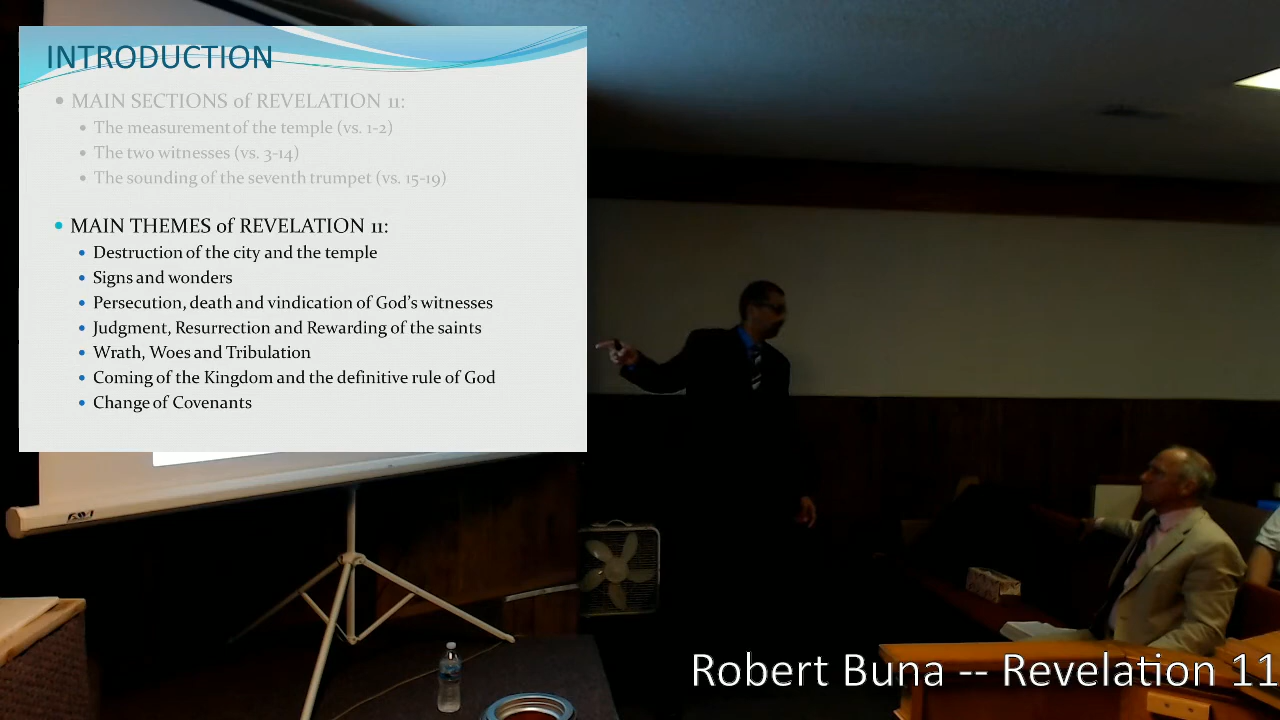 INTRODUCTION
• MAIN SECTIONS of REVELATION 11:
• The measurement of the temple (vs. 1-2)
• The two witnesses (vs. 3-14)
• The sounding of the seventh trumpet (vs. 15-19)
• MAIN THEMES of REVELATION 11:
• Destruction of the city and the temple
• Signs and wonders
• Persecution, death and vindication of God's witnesses
• Judgment, Resurrection and Rewarding of the saints
• Wrath, Woes and Tribulation
• Coming of the Kingdom and the definitive rule of God
• Change of Covenants
Robert Buna -- Revelation 11